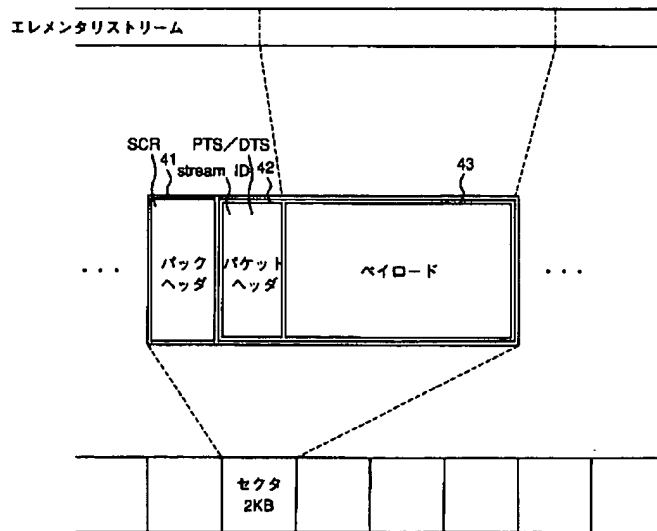 エレメンタリストリーム
SCR PTS/DTS
41 stream ID 42 43
パック
ヘッダ
パケット
ヘッダ
ペイロード
... ...
セクタ
2KB